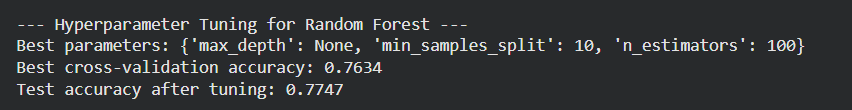 --- Hyperparameter Tuning for Random Forest ---
Best parameters: {'max_depth': None, 'min_samples_split': 10, 'n_estimators': 100}
Best cross-validation accuracy: 0.7634
Test accuracy after tuning: 0.7747